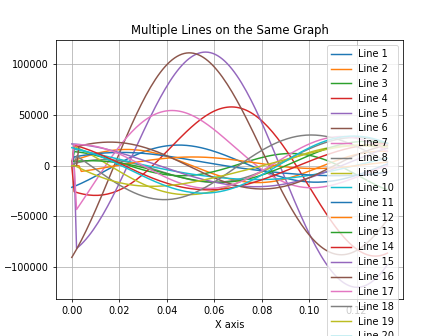 Multiple Lines on the Same Graph
100000
50000
0
−50000
−100000
0.00
0.02
0.04
0.06
0.08
0.10
X axis
Line 1
Line 2
Line 3
Line 4
Line 5
Line 6
Line 7
Line 8
Line 9
Line 10
Line 11
Line 12
Line 13
Line 14
Line 15
Line 16
Line 17
Line 18
Line 19
Line 20